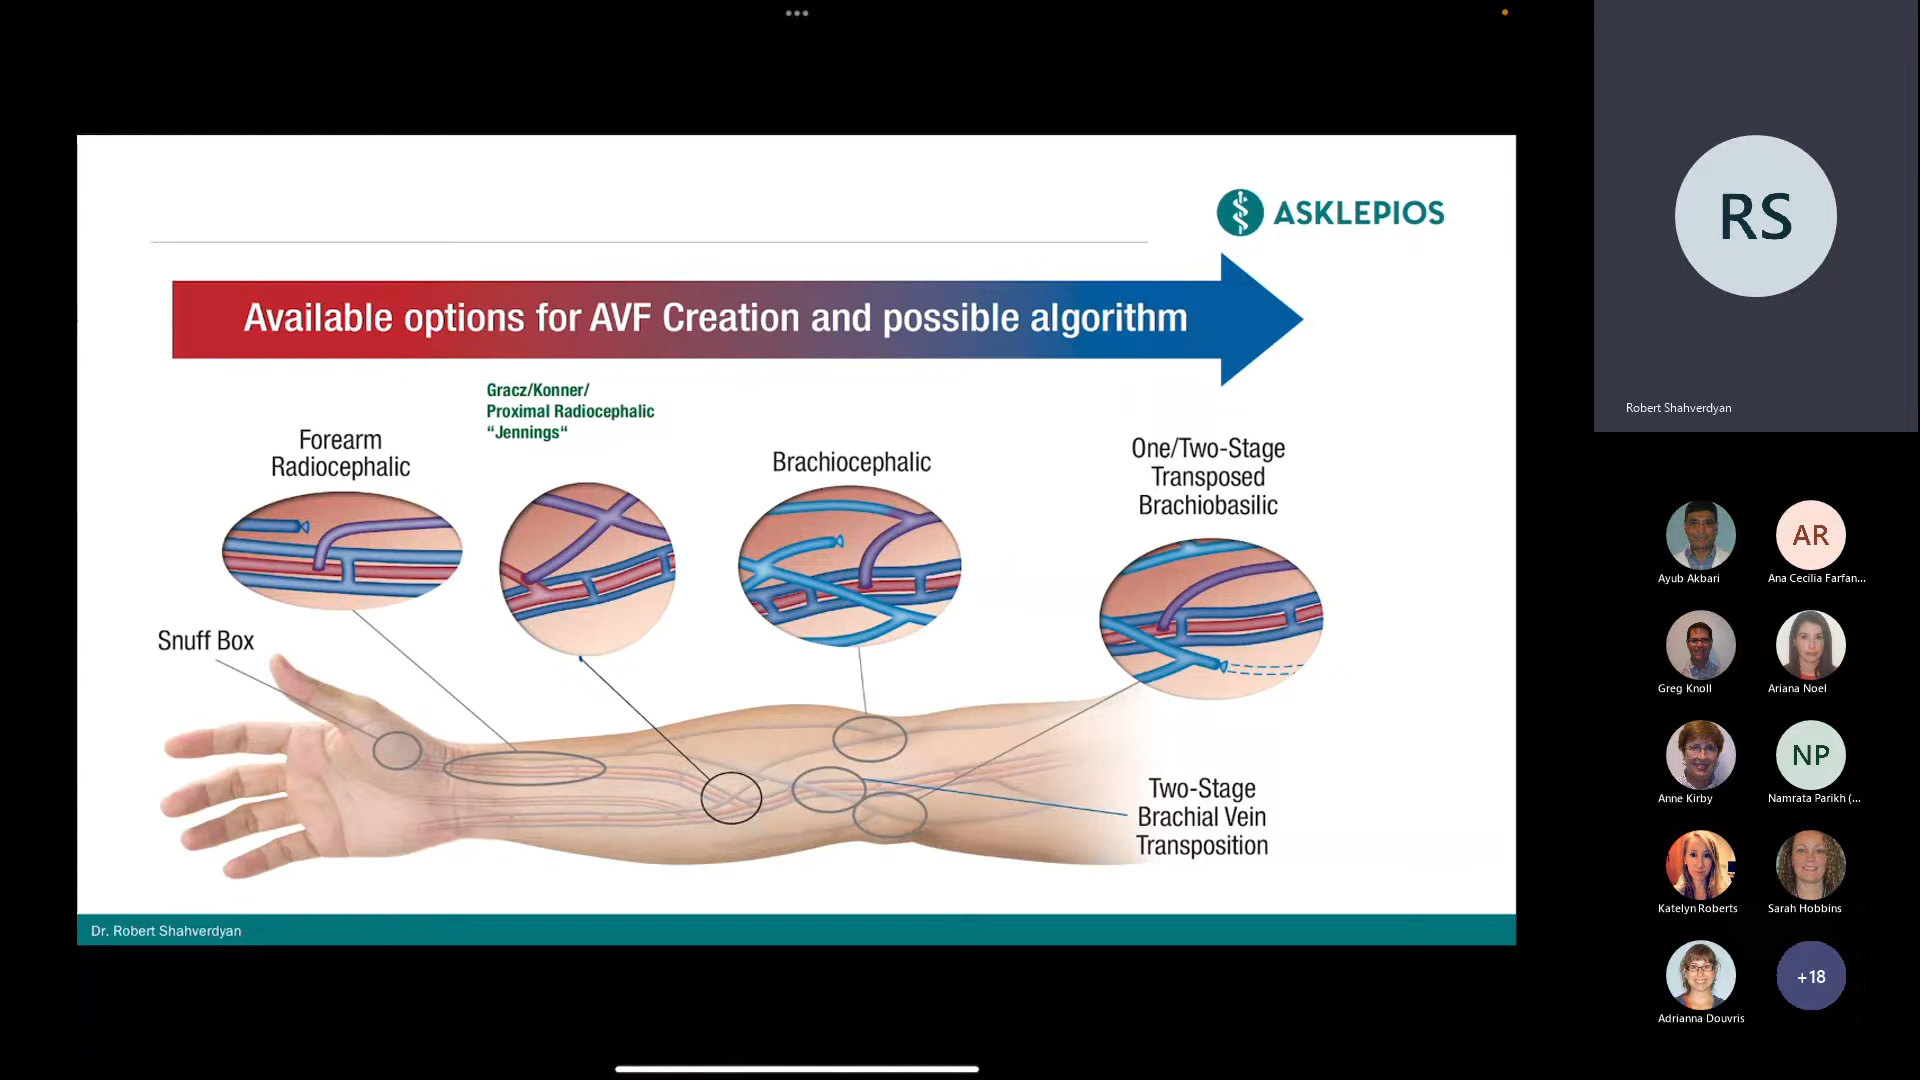 ASKLEPIOS
Available options for AVF Creation and possible algorithm
Gracz/Konner/
Proximal Radiocephalic
“Jennings“
Forearm
Radiocephalic
Brachiocephalic
One/Two-Stage
Transposed
Brachiobasilic
Snuff Box
Two-Stage
Brachial Vein
Transposition
Dr. Robert Shahverdyan
RS
Robert Shahverdyan
Ayub Akbari
AR
Ana Cecilia Farfan...
Greg Knoll
Ariana Noel
Anne Kirby
NP
Namrata Parikh (...
Katelyn Roberts
Sarah Hobbins
Adrianna Douvris
+18